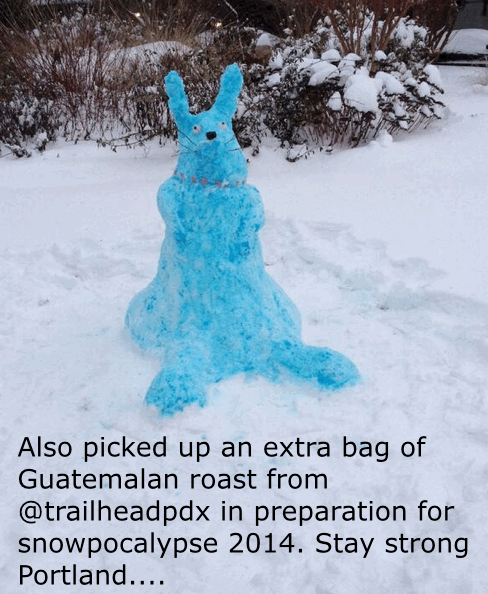 Also picked up an extra bag of
Guatemalan roast from
@trailheadpdx in preparation for
snowpocalypse 2014. Stay strong
Portland....